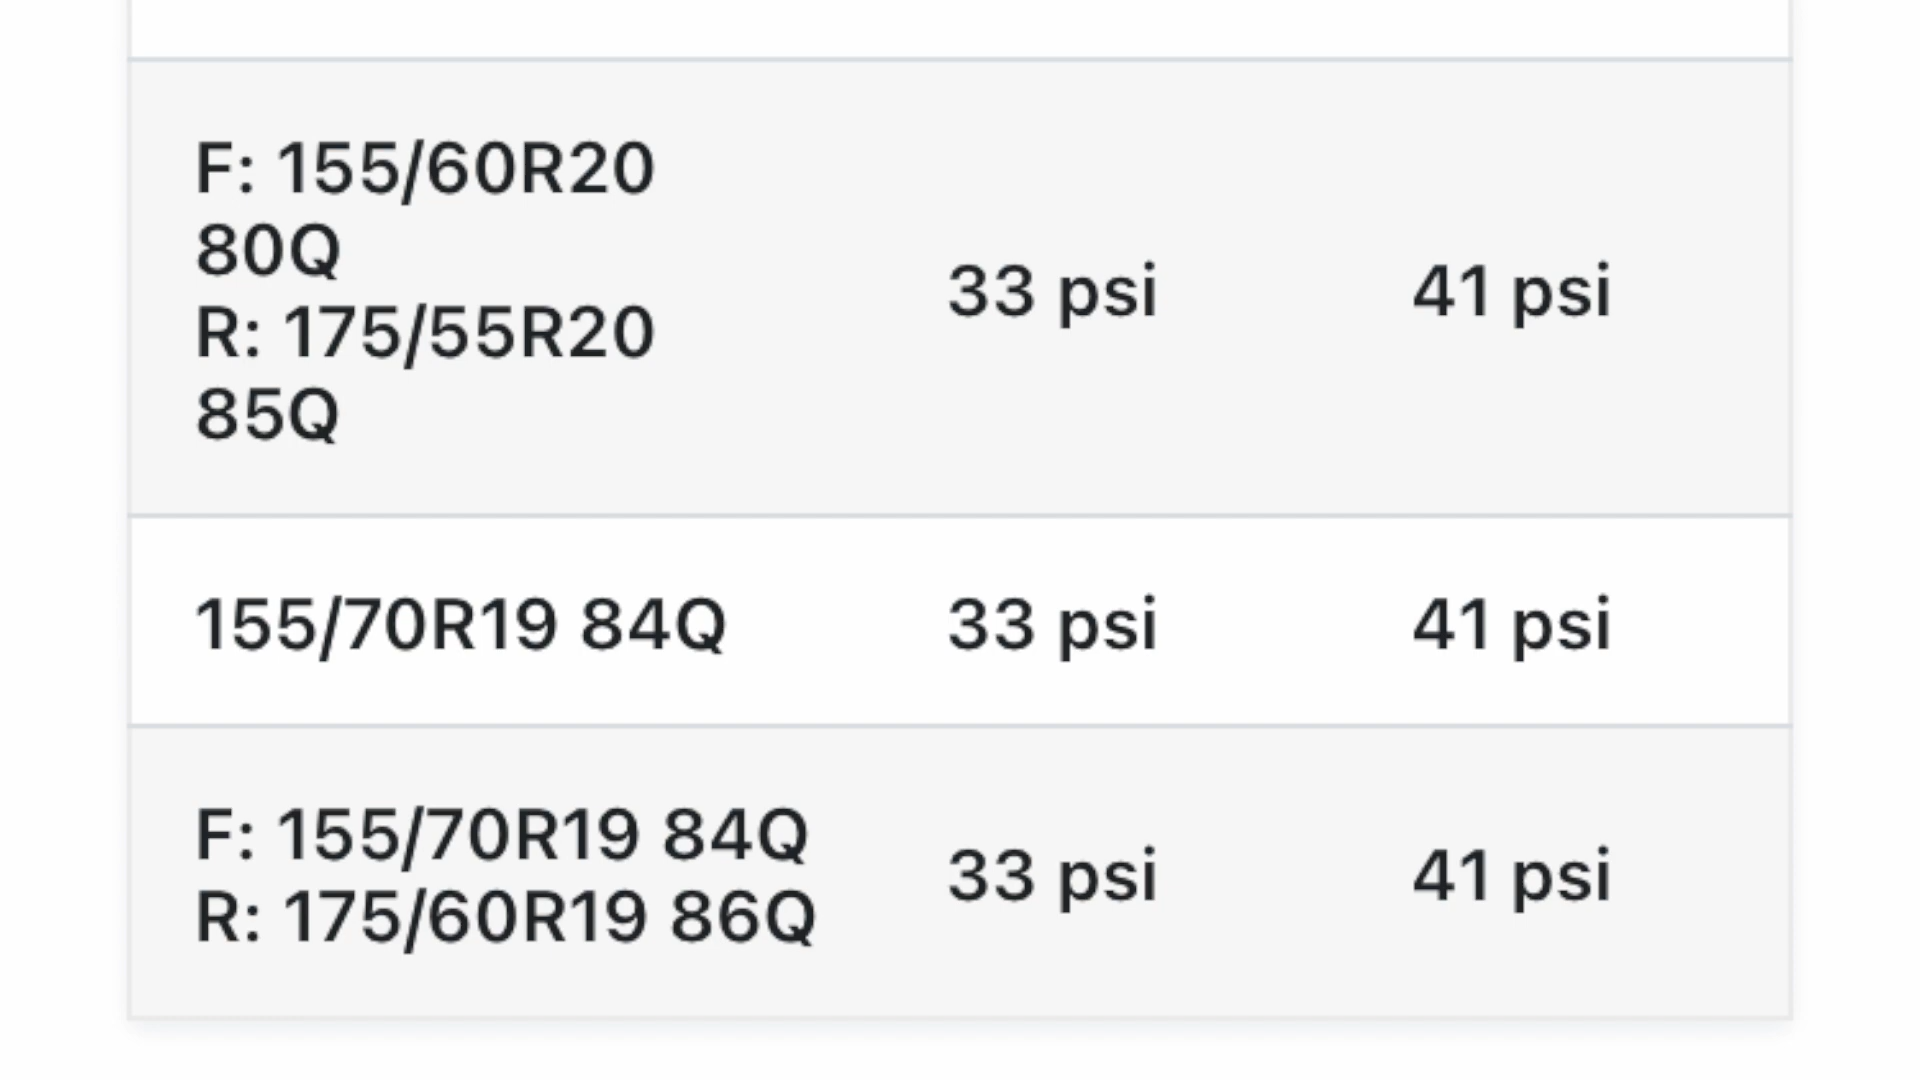 F: 155/60R20
80Q
R: 175/55R20
85Q
33 psi
41 psi
155/70R19 84Q
33 psi
41 psi
F: 155/70R19 84Q
R: 175/60R19 86Q
33 psi
41 psi